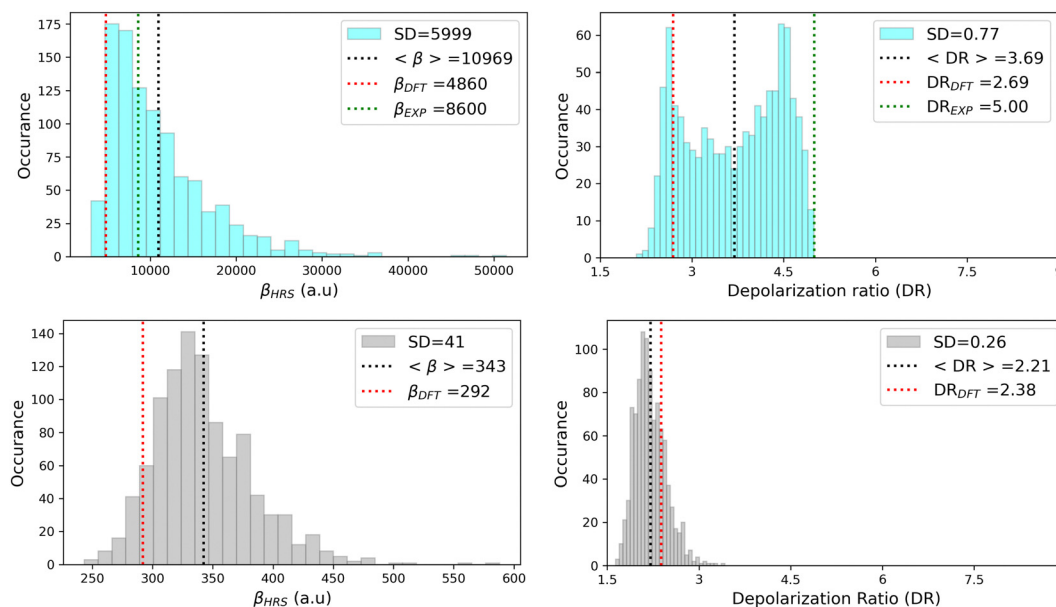 SD=5999
< β > =10969
β_DFT =4860
β_EXP =8600
175
150
125
100
75
50
25
0
Occurance
10000 20000 30000 40000 50000
β_HRS (a.u)
SD=0.77
< DR > =3.69
DR_DFT =2.69
DR_EXP =5.00
60
50
40
30
20
10
0
Occurance
1.5 3 4.5 6 7.5 9
Depolarization ratio (DR)
SD=41
< β > =343
β_DFT =292
140
120
100
80
60
40
20
0
Occurance
250 300 350 400 450 500 550 600
β_HRS (a.u)
SD=0.26
< DR > =2.21
DR_DFT =2.38
100
80
60
40
20
0
Occurance
1.5 3 4.5 6 7.5
Depolarization Ratio (DR)